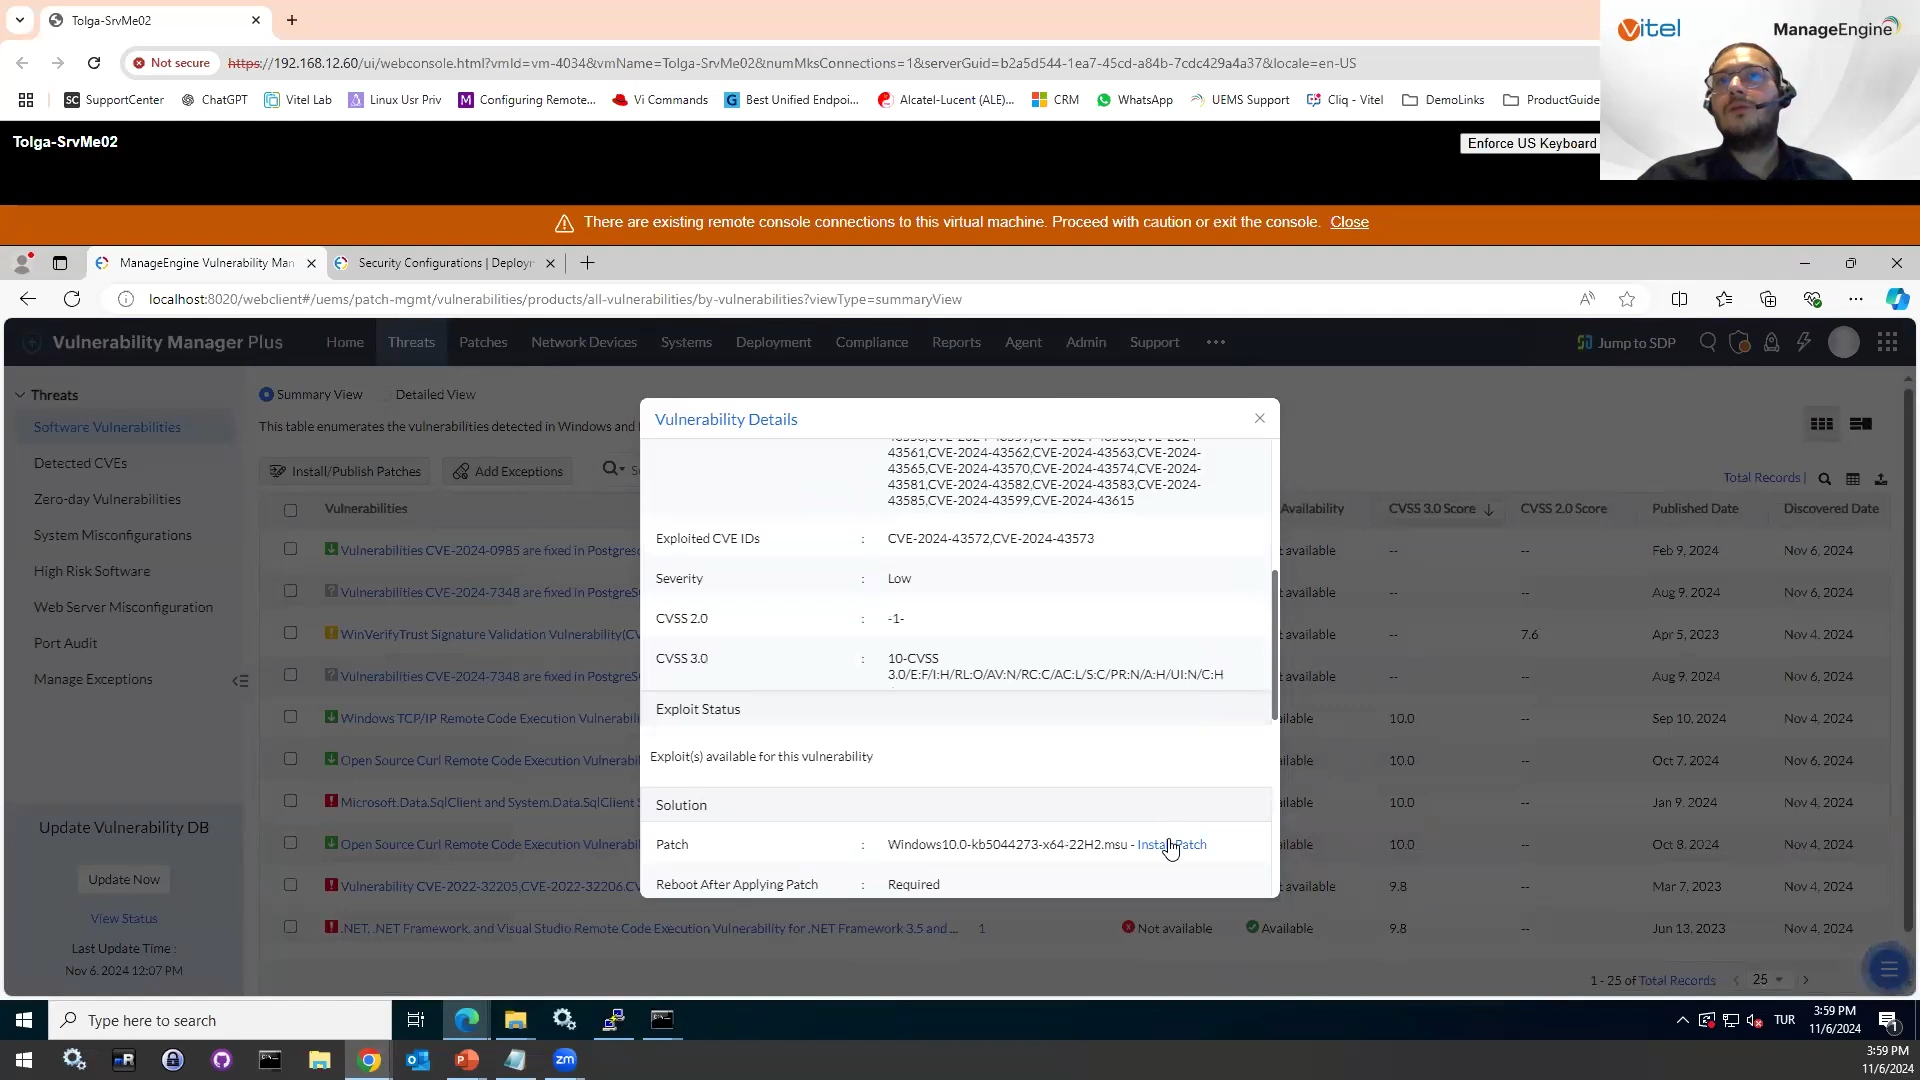 Tolga-SrvMe02
Not secure
https://192.168.12.60/ui/webconsole.html?vmId=vm-4034&vmName=Tolga-SrvMe02&numMksConnections=1&serverGuid=b2a5d544-1ea7-45cd-a84b-7cdc429a4a37&locale=en-US
SupportCenter
ChatGPT
Vitel Lab
Linux Usr Priv
Configuring Remote...
Vi Commands
Best Unified Endpoi...
Alcatel-Lucent (ALE)...
CRM
WhatsApp
UEMS Support
Cliq - Vitel
DemoLinks
ProductGuide
Vitel
ManageEngine
Tolga-SrvMe02
Enforce US Keyboard
There are existing remote console connections to this virtual machine. Proceed with caution or exit the console. Close
ManageEngine Vulnerability Man
Security Configurations | Deploy
localhost:8020/webclient#/uems/patch-mgmt/vulnerabilities/products/all-vulnerabilities/by-vulnerabilities?viewType=summaryView
Vulnerability Manager Plus
Home
Threats
Patches
Network Devices
Systems
Deployment
Compliance
Reports
Agent
Admin
Support
Jump to SDP
Threats
Software Vulnerabilities
Detected CVEs
Zero-day Vulnerabilities
System Misconfigurations
High Risk Software
Web Server Misconfiguration
Port Audit
Manage Exceptions
Update Vulnerability DB
Update Now
View Status
Last Update Time :
Nov 6, 2024 12:07 PM
Summary View
Detailed View
This table enumerates the vulnerabilities detected in Windows and
Install/Publish Patches
Add Exceptions
Total Records |
Vulnerabilities
Availability
CVSS 3.0 Score
CVSS 2.0 Score
Published Date
Discovered Date
Vulnerabilities CVE-2024-0985 are fixed in Postgres
available -- -- Feb 9, 2024 Nov 6, 2024
Vulnerabilities CVE-2024-7348 are fixed in PostgreS
available -- -- Aug 9, 2024 Nov 6, 2024
WinVerifyTrust Signature Validation Vulnerability(C
available -- 7.6 Apr 5, 2023 Nov 4, 2024
Vulnerabilities CVE-2024-7348 are fixed in PostgreS
available -- -- Aug 9, 2024 Nov 6, 2024
Windows TCP/IP Remote Code Execution Vulnerabili
10.0 -- Sep 10, 2024 Nov 4, 2024
Open Source Curl Remote Code Execution Vulnerabil
10.0 -- Oct 7, 2024 Nov 4, 2024
Microsoft.Data.SqlClient and System.Data.SqlClient
10.0 -- Jan 9, 2024 Nov 4, 2024
Open Source Curl Remote Code Execution Vulnerabil
10.0 -- Oct 8, 2024 Nov 4, 2024
Vulnerability CVE-2022-32205,CVE-2022-32206,C
available 9.8 -- Mar 7, 2023 Nov 4, 2024
.NET, .NET Framework, and Visual Studio Remote Code Execution Vulnerability for .NET Framework 3.5 and ... 1 Not available Available 9.8 -- Jun 13, 2023 Nov 4, 2024
1 - 25 of Total Records
25
Vulnerability Details
43561,CVE-2024-43562,CVE-2024-43563,CVE-2024-
43565,CVE-2024-43570,CVE-2024-43574,CVE-2024-
43581,CVE-2024-43582,CVE-2024-43583,CVE-2024-
43585,CVE-2024-43599,CVE-2024-43615
Exploited CVE IDs : CVE-2024-43572,CVE-2024-43573
Severity : Low
CVSS 2.0 : -1-
CVSS 3.0 : 10-CVSS
3.0/E:F/I:H/RL:O/AV:N/RC:C/AC:L/S:C/PR:N/A:H/UI:N/C:H
Exploit Status
Exploit(s) available for this vulnerability
Solution
Patch : Windows10.0-kb5044273-x64-22H2.msu - Install Patch
Reboot After Applying Patch : Required
Type here to search
TUR
3:59 PM
11/6/2024
1
zm
3:59 PM
11/6/2024